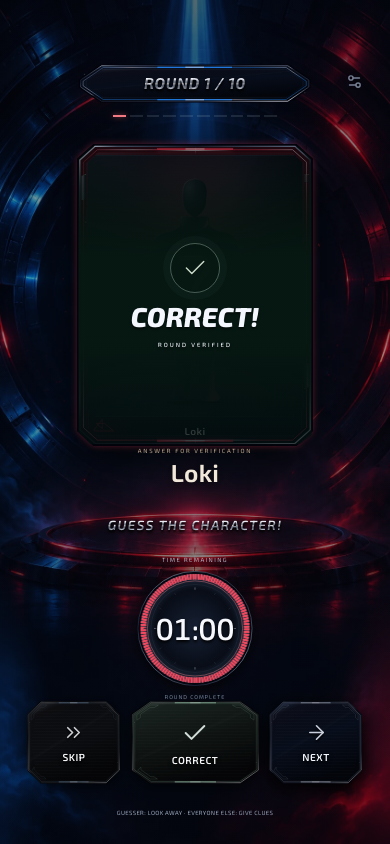 ROUND 1 / 10
CORRECT!
ROUND VERIFIED
Loki
ANSWER FOR VERIFICATION
Loki
GUESS THE CHARACTER!
TIME REMAINING
01:00
ROUND COMPLETE
SKIP
CORRECT
NEXT
GUESSER: LOOK AWAY · EVERYONE ELSE: GIVE CLUES